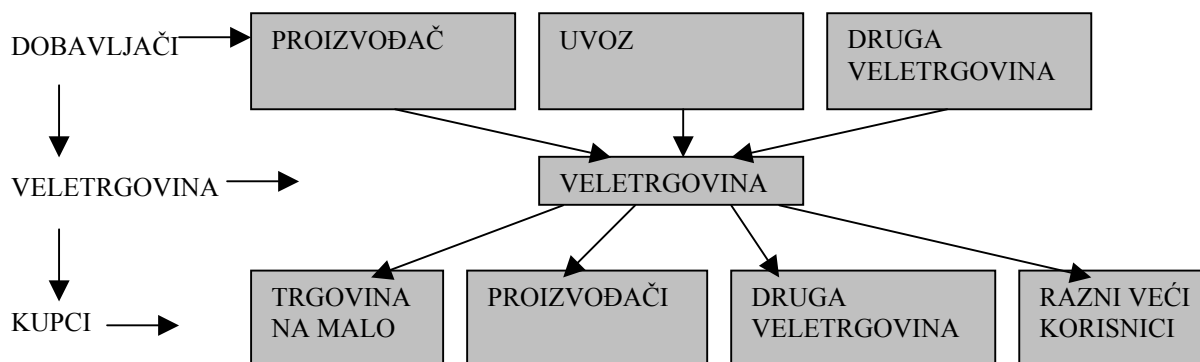 DOBAVLJAČI
PROIZVOĐAČ
UVOZ
DRUGA
VELETRGOVINA
VELETRGOVINA
VELETRGOVINA
KUPCI
TRGOVINA
NA MALO
PROIZVOĐAČI
DRUGA
VELETRGOVINA
RAZNI VEĆI
KORISNICI